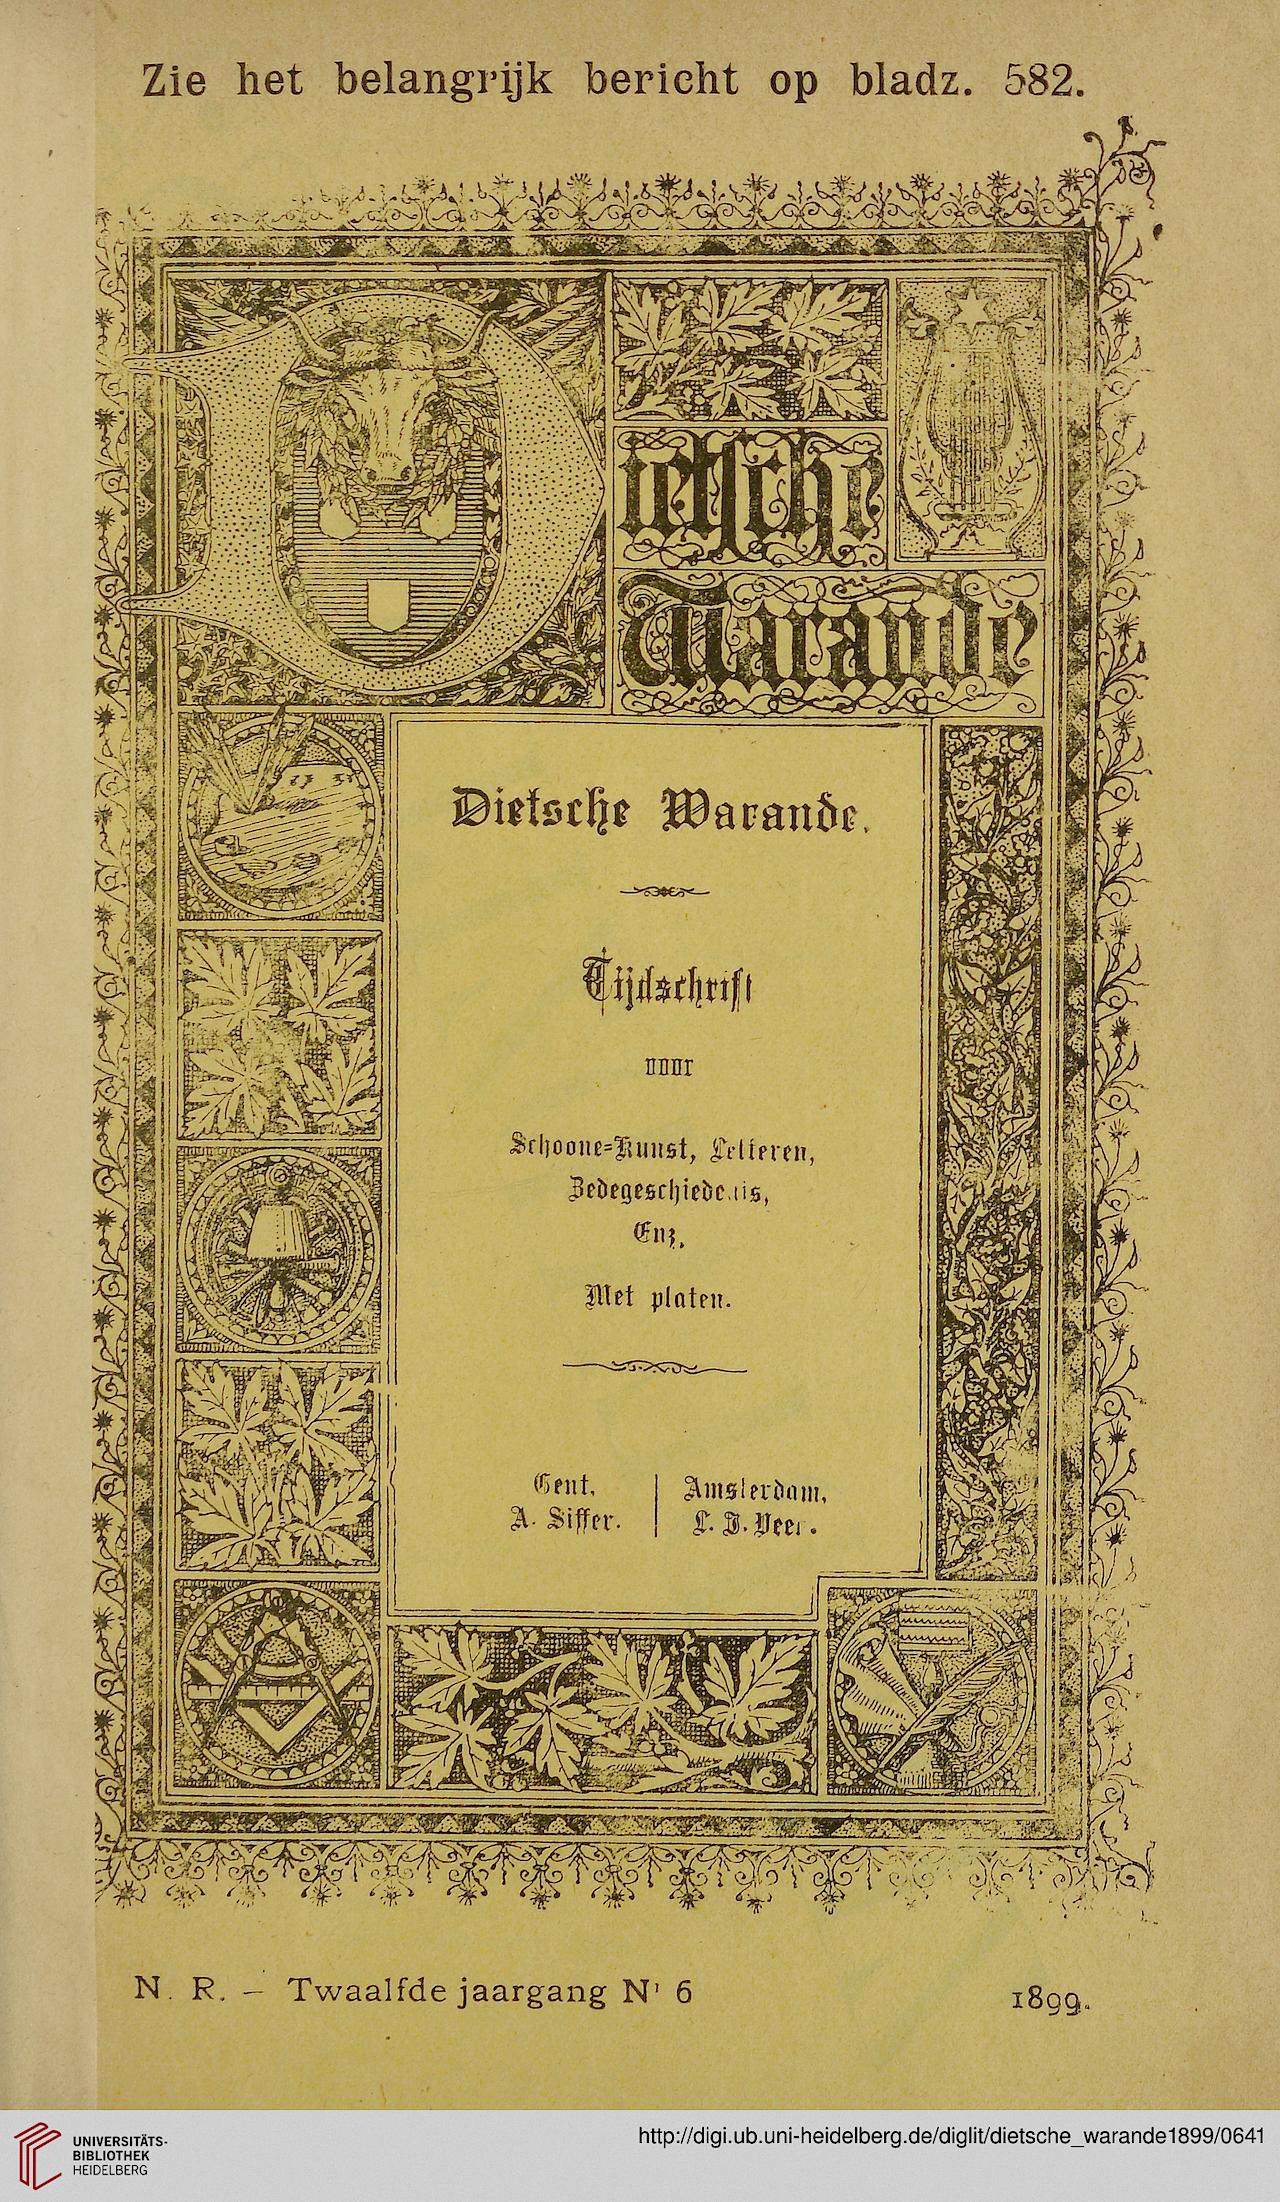 Zie het belangrijk bericht op bladz. 582.
Dietsche
Warande
Dietsche Warande.
Tijdschrift
voor
Schoone=Kunst, Letteren,
Zedegeschiedenis,
Enz.
Met platen.
Gent,
A. Siffer.
Amsterdam,
N. R. — Twaalfde jaargang Nr 6
1899.
UNIVERSITÄTS-
BIBLIOTHEK
HEIDELBERG
http://digi.ub.uni-heidelberg.de/diglit/dietsche_warande1899/0641